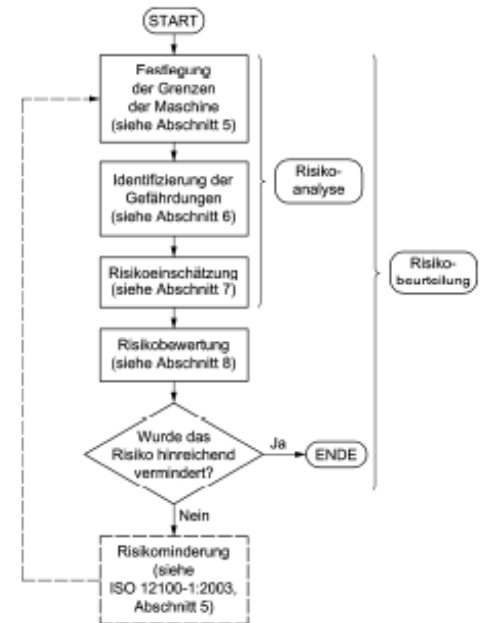 START
Festlegung
der Grenzen
der Maschine
(siehe Abschnitt 5)
Identifizierung der
Gefährdungen
(siehe Abschnitt 6)
Risiko-
analyse
Risikoeinschätzung
(siehe Abschnitt 7)
Risiko-
beurteilung
Risikobewertung
(siehe Abschnitt 8)
Wurde das
Risiko hinreichend
vermindert?
Ja
ENDE
Nein
Risikominderung
(siehe
ISO 12100-1:2003,
Abschnitt 5)